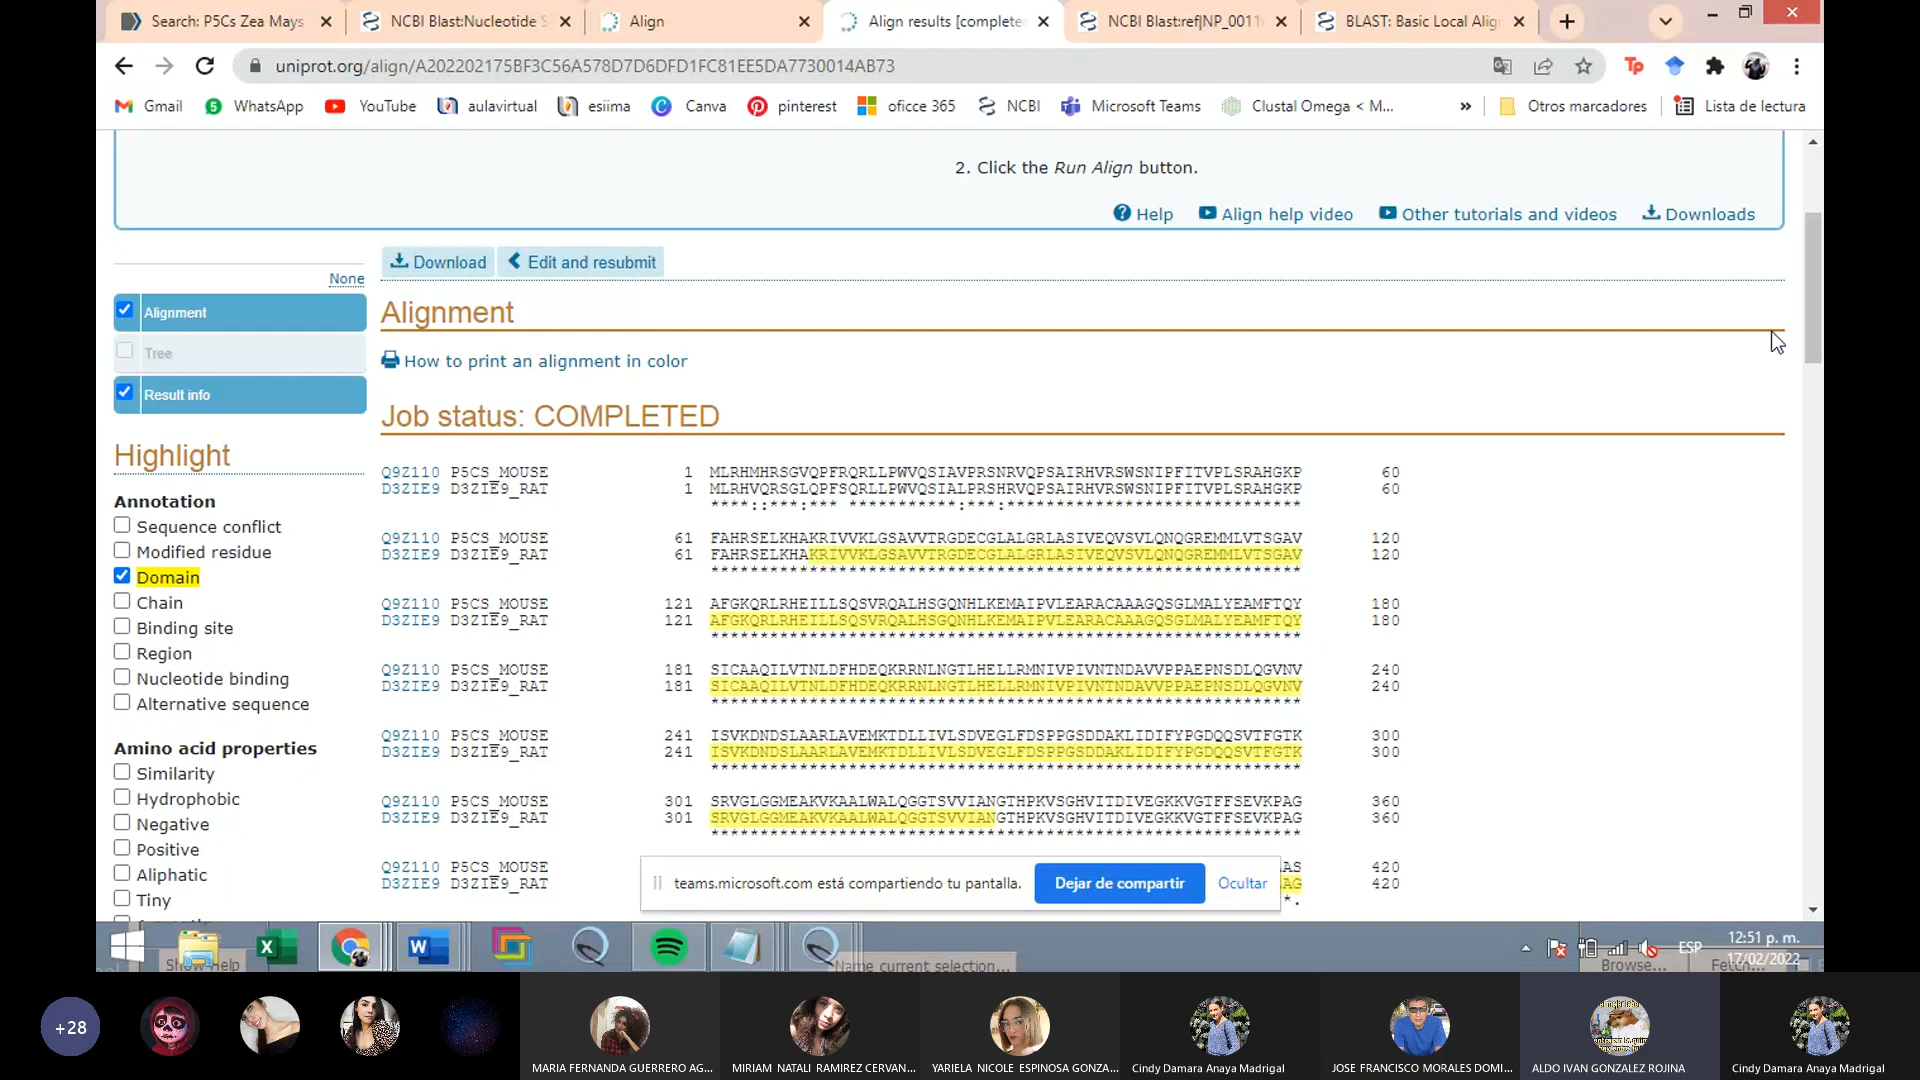 Search: P5Cs Zea Mays
NCBI Blast:Nucleotide S
Align
Align results [complete
NCBI Blast:ref|NP_0011
BLAST: Basic Local Alig
uniprot.org/align/A202202175BF3C56A578D7D6DFD1FC81EE5DA7730014AB73
Gmail
WhatsApp
YouTube
aulavirtual
esiima
Canva
pinterest
oficce 365
NCBI
Microsoft Teams
Clustal Omega < M...
»
Otros marcadores
Lista de lectura
2. Click the Run Align button.
Help
Align help video
Other tutorials and videos
Downloads
Download
Edit and resubmit
None
Alignment
Tree
Result info
Alignment
How to print an alignment in color
Job status: COMPLETED
Highlight
Annotation
Sequence conflict
Modified residue
Domain
Chain
Binding site
Region
Nucleotide binding
Alternative sequence
Amino acid properties
Similarity
Hydrophobic
Negative
Positive
Aliphatic
Tiny
Q9Z110 P5CS_MOUSE 1 MLRHMHRSGVQPFRQRLLPWVQSIAVPRSNRVQPSAIRHVRSWSNIPFITVPLSRAHGKP 60
D3ZIE9 D3ZIE9_RAT 1 MLRHVQRSGLQPFSQRLLPWVQSIALPRSHRVQPSAIRHVRSWSNIPFITVPLSRAHGKP 60
****::***:*** ***********:***:******************************
Q9Z110 P5CS_MOUSE 61 FAHRSELKHAKRIVVKLGSAVVTRGDECGLALGRLASIVEQVSVLQNQGREMMLVTSGAV 120
D3ZIE9 D3ZIE9_RAT 61 FAHRSELKHAKRIVVKLGSAVVTRGDECGLALGRLASIVEQVSVLQNQGREMMLVTSGAV 120
************************************************************
Q9Z110 P5CS_MOUSE 121 AFGKQRLRHEILLSQSVRQALHSGQNHLKEMAIPVLEARACAAAGQSGLMALYEAMFTQY 180
D3ZIE9 D3ZIE9_RAT 121 AFGKQRLRHEILLSQSVRQALHSGQNHLKEMAIPVLEARACAAAGQSGLMALYEAMFTQY 180
************************************************************
Q9Z110 P5CS_MOUSE 181 SICAAQILVTNLDFHDEQKRRNLNGTLHELLRMNIVPIVNTNDAVVPPAEPNSDLQGVNV 240
D3ZIE9 D3ZIE9_RAT 181 SICAAQILVTNLDFHDEQKRRNLNGTLHELLRMNIVPIVNTNDAVVPPAEPNSDLQGVNV 240
************************************************************
Q9Z110 P5CS_MOUSE 241 ISVKDNDSLAARLAVEMKTDLLIVLSDVEGLFDSPPGSDDAKLIDIFYPGDQQSVTFGTK 300
D3ZIE9 D3ZIE9_RAT 241 ISVKDNDSLAARLAVEMKTDLLIVLSDVEGLFDSPPGSDDAKLIDIFYPGDQQSVTFGTK 300
************************************************************
Q9Z110 P5CS_MOUSE 301 SRVGLGGMEAKVKAALWALQGGTSVVIANGTHPKVSGHVITDIVEGKKVGTFFSEVKPAG 360
D3ZIE9 D3ZIE9_RAT 301 SRVGLGGMEAKVKAALWALQGGTSVVIANGTHPKVSGHVITDIVEGKKVGTFFSEVKPAG 360
************************************************************
Q9Z110 P5CS_MOUSE AS 420
D3ZIE9 D3ZIE9_RAT AG 420
*.
teams.microsoft.com está compartiendo tu pantalla.
Dejar de compartir
Ocultar
Show Help
Name current selection...
Browse...
ESP
12:51 p. m.
17/02/2022
+28
MARIA FERNANDA GUERRERO AG...
MIRIAM NATALI RAMIREZ CERVAN...
YARIELA NICOLE ESPINOSA GONZA...
Cindy Damara Anaya Madrigal
JOSE FRANCISCO MORALES DOMI...
ALDO IVAN GONZALEZ ROJINA
Cindy Damara Anaya Madrigal